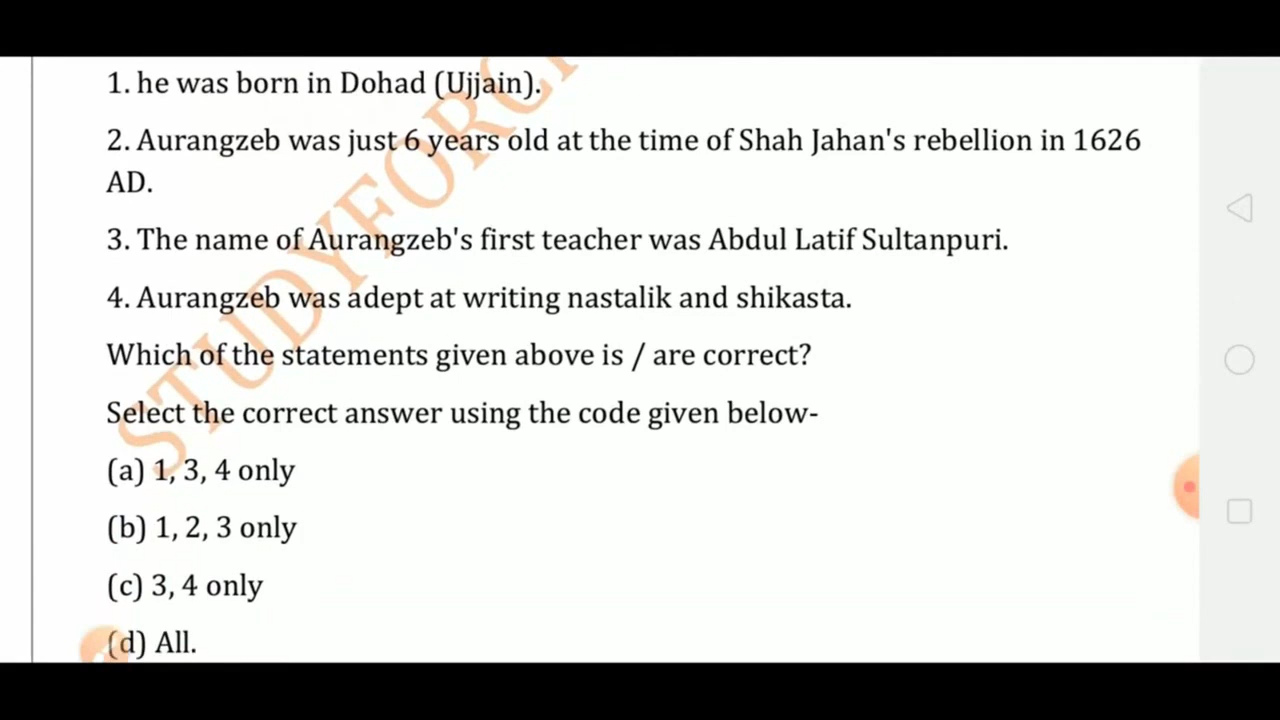 1. he was born in Dohad (Ujjain).
2. Aurangzeb was just 6 years old at the time of Shah Jahan's rebellion in 1626
AD.
3. The name of Aurangzeb's first teacher was Abdul Latif Sultanpuri.
4. Aurangzeb was adept at writing nastalik and shikasta.
Which of the statements given above is / are correct?
Select the correct answer using the code given below-
(a) 1, 3, 4 only
(b) 1, 2, 3 only
(c) 3, 4 only
(d) All.
STUDYFORC